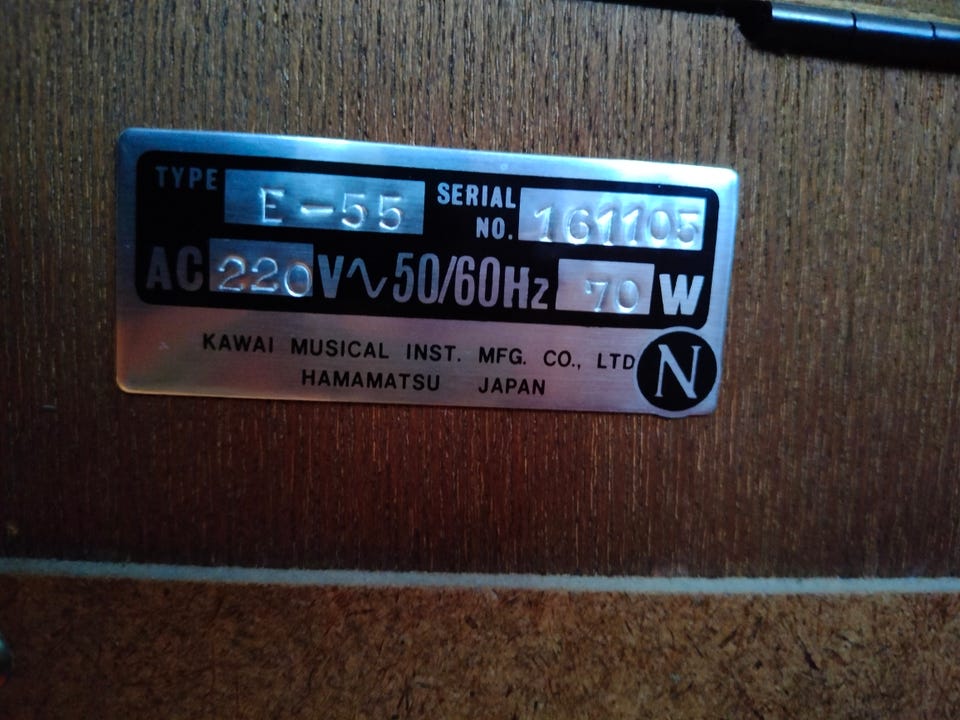 TYPE E-55 SERIAL NO. 161105
AC 220 V ∿ 50/60Hz 70 W
KAWAI MUSICAL INST. MFG. CO., LTD
HAMAMATSU JAPAN
N